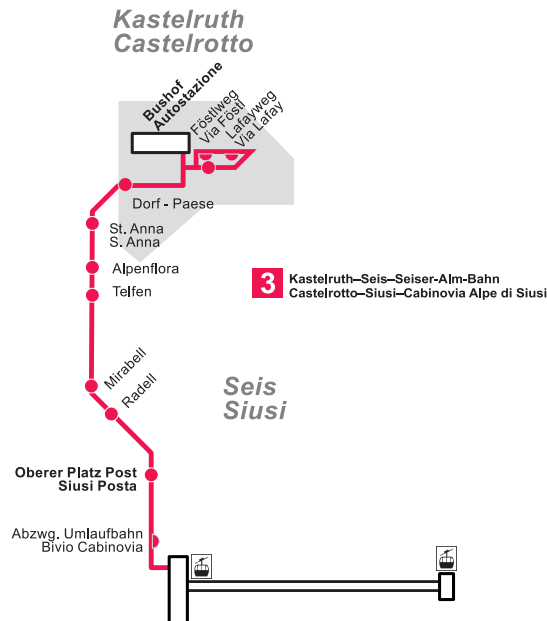 Kastelruth
Castelrotto
Bushof
Autostazione
Föstlweg
Via Föstl
Lafayweg
Via Lafay
Dorf - Paese
St. Anna
S. Anna
Alpenflora
Telfen
3
Kastelruth–Seis–Seiser-Alm-Bahn
Castelrotto–Siusi–Cabinovia Alpe di Siusi
Mirabell
Radell
Seis
Siusi
Oberer Platz Post
Siusi Posta
Abzwg. Umlaufbahn
Bivio Cabinovia